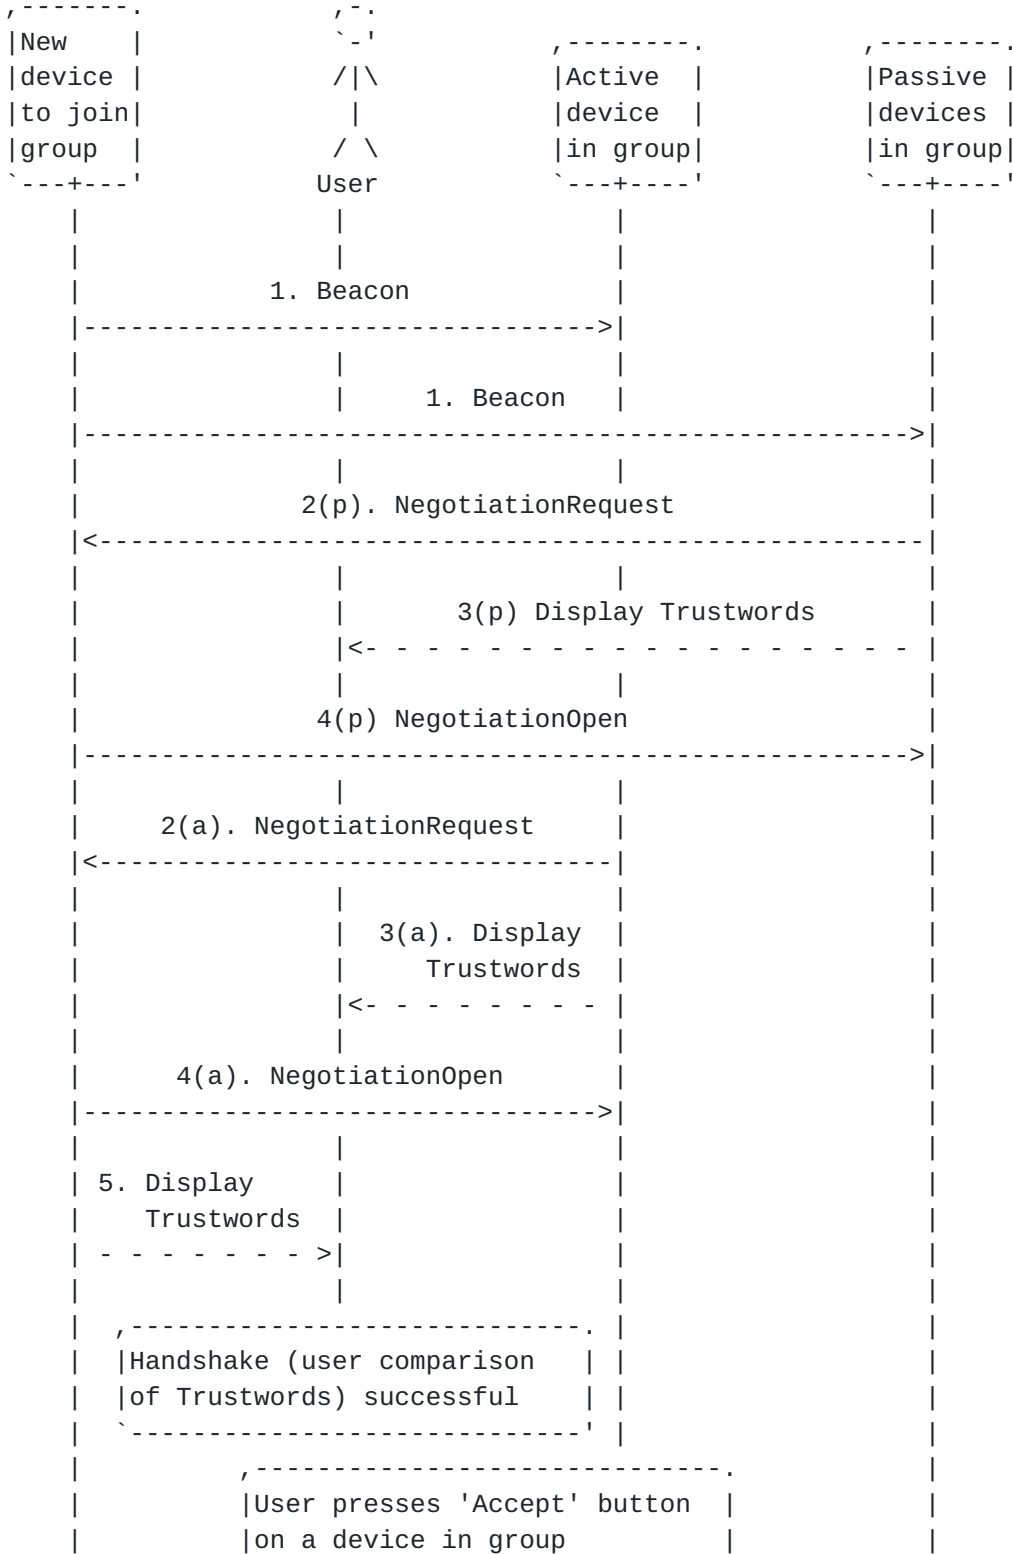 New
device
to join
group
User
Active
device
in group
Passive
devices
in group
1. Beacon
1. Beacon
2(p). NegotiationRequest
3(p) Display Trustwords
4(p) NegotiationOpen
2(a). NegotiationRequest
3(a). Display
Trustwords
4(a). NegotiationOpen
5. Display
Trustwords
Handshake (user comparison
of Trustwords) successful
User presses 'Accept' button
on a device in group